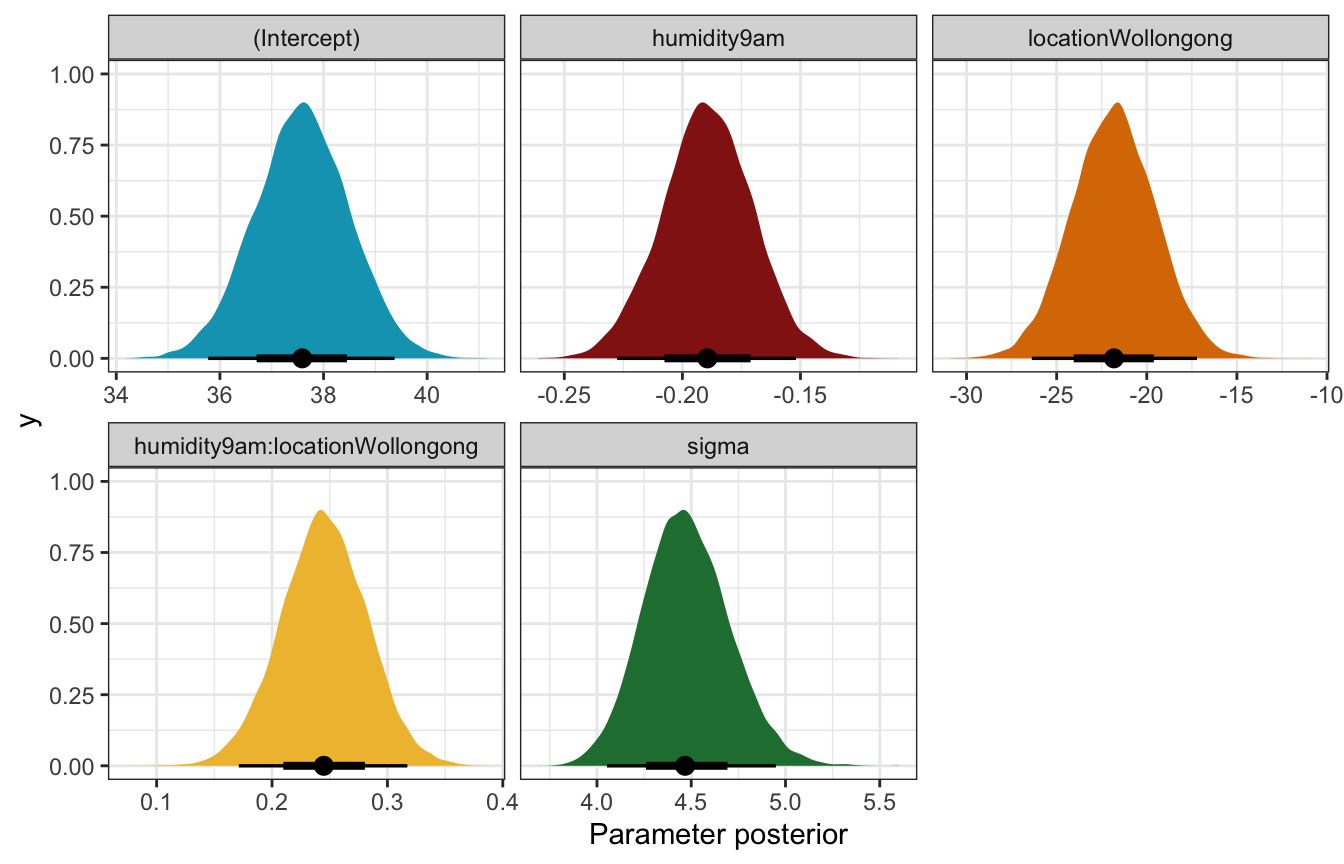 (Intercept) humidity9am locationWollongong
1.00
0.75
0.50
0.25
0.00
34 36 38 40 -0.25 -0.20 -0.15 -30 -25 -20 -15 -10
y
humidity9am:locationWollongong sigma
1.00
0.75
0.50
0.25
0.00
0.1 0.2 0.3 0.4 4.0 4.5 5.0 5.5
Parameter posterior